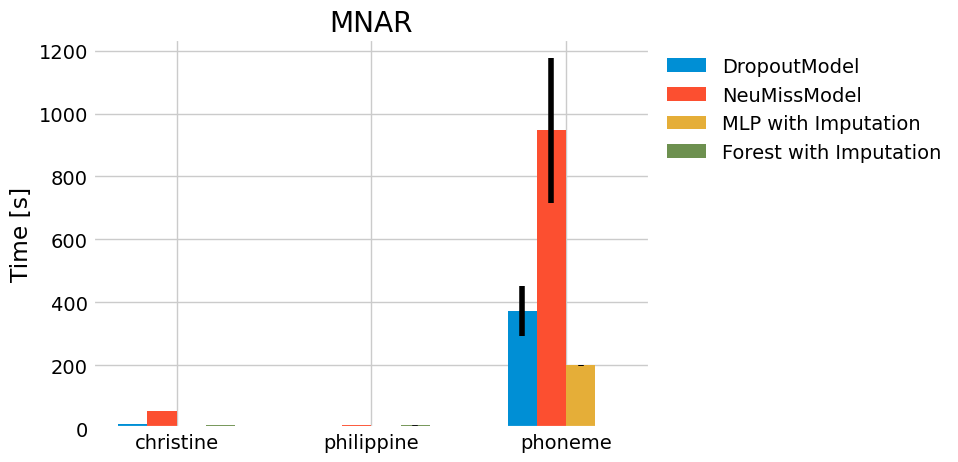 MNAR
1200
1000
800
600
400
200
0
Time [s]
christine
philippine
phoneme
DropoutModel
NeuMissModel
MLP with Imputation
Forest with Imputation